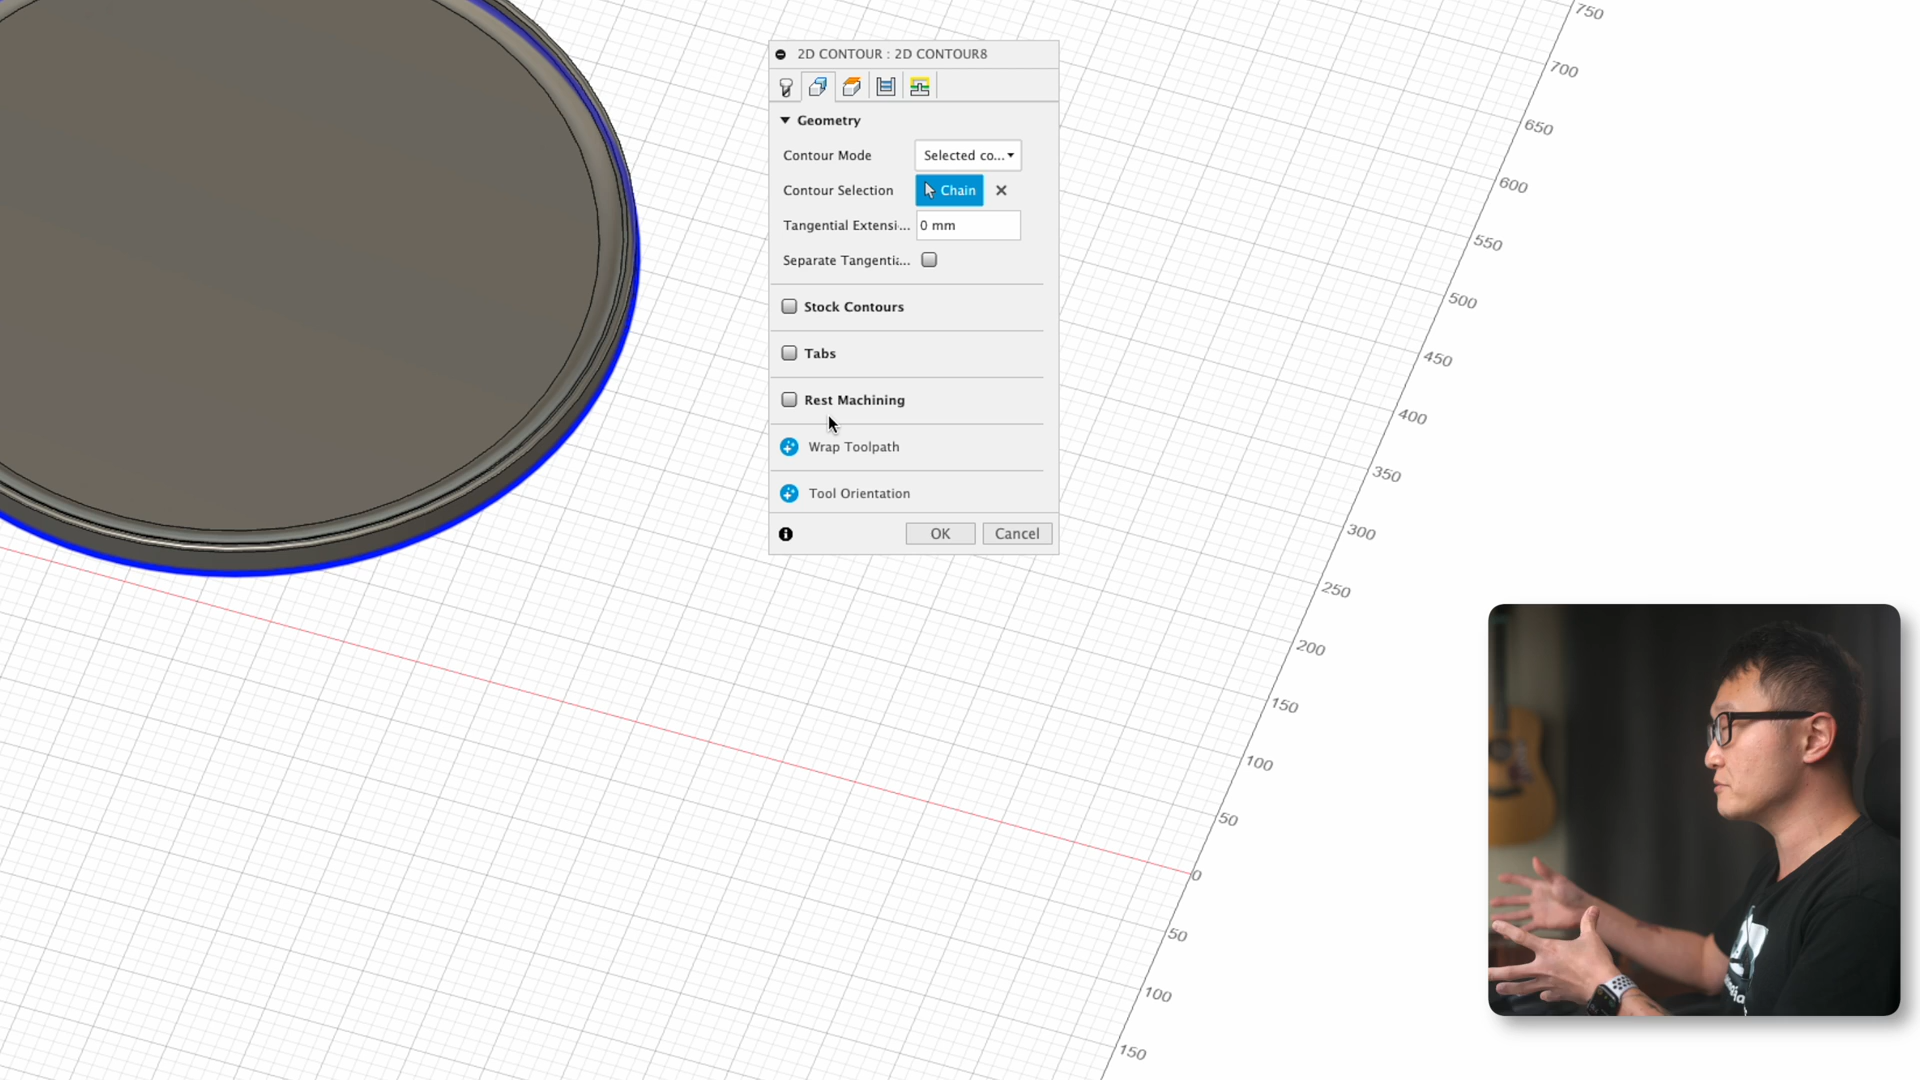 2D CONTOUR : 2D CONTOUR8
Geometry
Contour Mode
Selected co...
Contour Selection
Chain
Tangential Extensi...
0 mm
Separate Tangentia...
Stock Contours
Tabs
Rest Machining
Wrap Toolpath
Tool Orientation
OK
Cancel
750
700
650
600
550
500
450
400
350
300
250
200
150
100
50
0
50
100
150